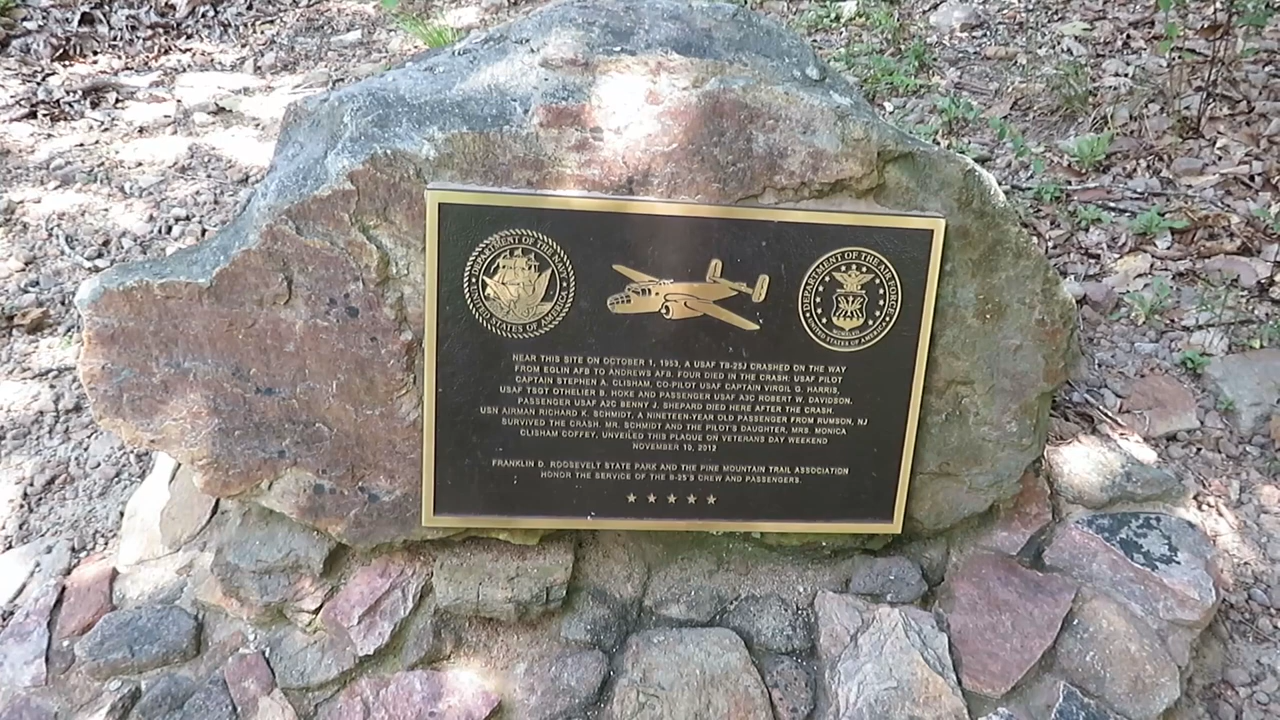 DEPARTMENT OF THE NAVY
UNITED STATES OF AMERICA
DEPARTMENT OF THE AIR FORCE
MCMXLVII
UNITED STATES OF AMERICA
NEAR THIS SITE ON OCTOBER 1, 1953, A USAF TB-25J CRASHED ON THE WAY
FROM EGLIN AFB TO ANDREWS AFB. FOUR DIED IN THE CRASH: USAF PILOT
CAPTAIN STEPHEN A. CLISHAM, CO-PILOT USAF CAPTAIN VIRGIL G. HARRIS,
USAF TSGT OTHELIER B. HOKE AND PASSENGER USAF A3C ROBERT W. DAVIDSON.
PASSENGER USAF A2C BENNY J. SHEPARD DIED HERE AFTER THE CRASH.
USN AIRMAN RICHARD K. SCHMIDT, A NINETEEN-YEAR OLD PASSENGER FROM RUMSON, NJ
SURVIVED THE CRASH. MR. SCHMIDT AND THE PILOT'S DAUGHTER, MRS. MONICA
CLISHAM COFFEY, UNVEILED THIS PLAQUE ON VETERANS DAY WEEKEND
NOVEMBER 10, 2012
FRANKLIN D. ROOSEVELT STATE PARK AND THE PINE MOUNTAIN TRAIL ASSOCIATION
HONOR THE SERVICE OF THE B-25'S CREW AND PASSENGERS.